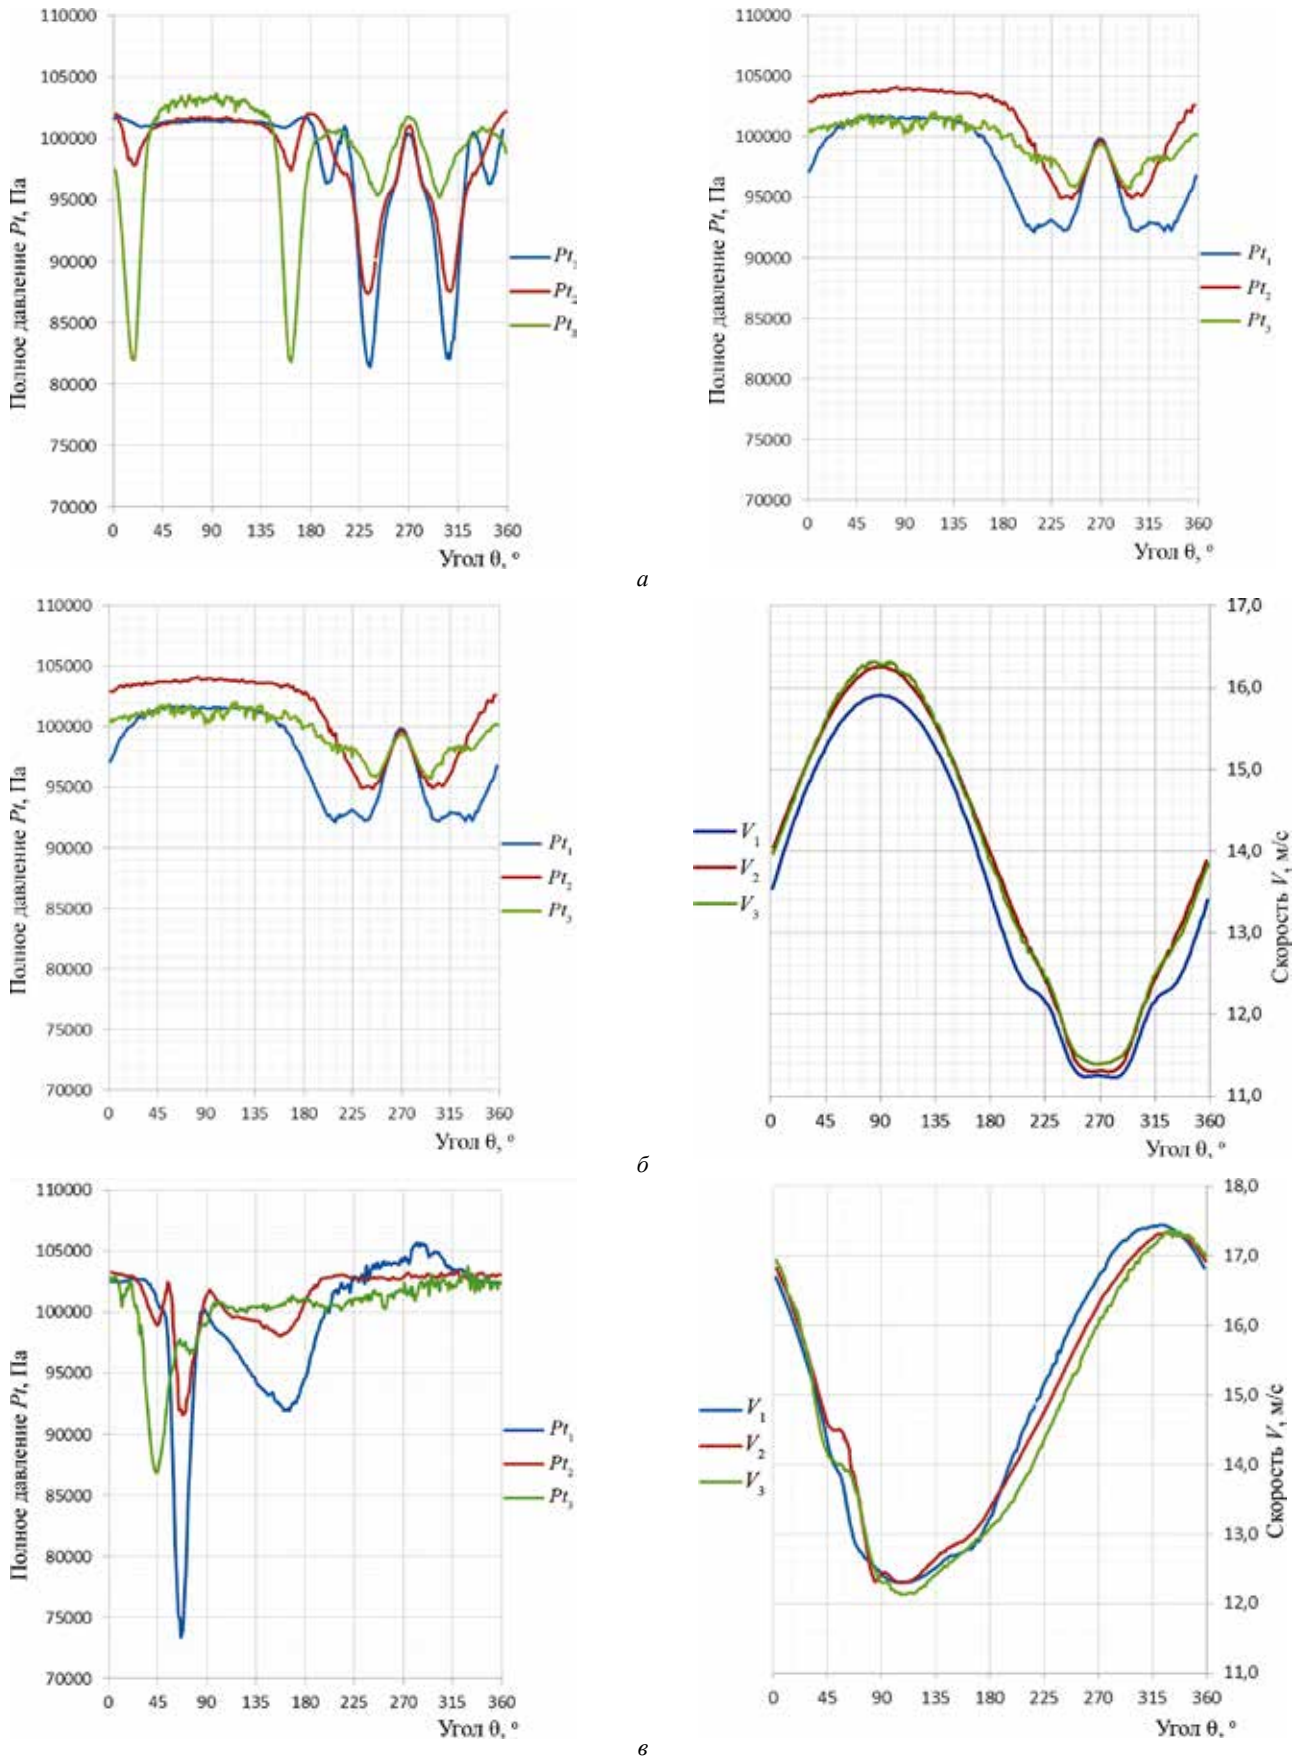 110000
105000
100000
95000
90000
85000
80000
75000
70000
Полное давление Pt, Па
0 45 90 135 180 225 270 315 360
Угол θ, °
Pt₁
Pt₂
Pt₃
110000
105000
100000
95000
90000
85000
80000
75000
70000
Полное давление Pt, Па
0 45 90 135 180 225 270 315 360
Угол θ, °
Pt₁
Pt₂
Pt₃
а
110000
105000
100000
95000
90000
85000
80000
75000
70000
Полное давление Pt, Па
0 45 90 135 180 225 270 315 360
Угол θ, °
Pt₁
Pt₂
Pt₃
17,0
16,0
15,0
14,0
13,0
12,0
11,0
Скорость V, м/с
0 45 90 135 180 225 270 315 360
Угол θ, °
V₁
V₂
V₃
б
110000
105000
100000
95000
90000
85000
80000
75000
70000
Полное давление Pt, Па
0 45 90 135 180 225 270 315 360
Угол θ, °
Pt₁
Pt₂
Pt₃
18,0
17,0
16,0
15,0
14,0
13,0
12,0
11,0
Скорость V, м/с
0 45 90 135 180 225 270 315 360
Угол θ, °
V₁
V₂
V₃
в